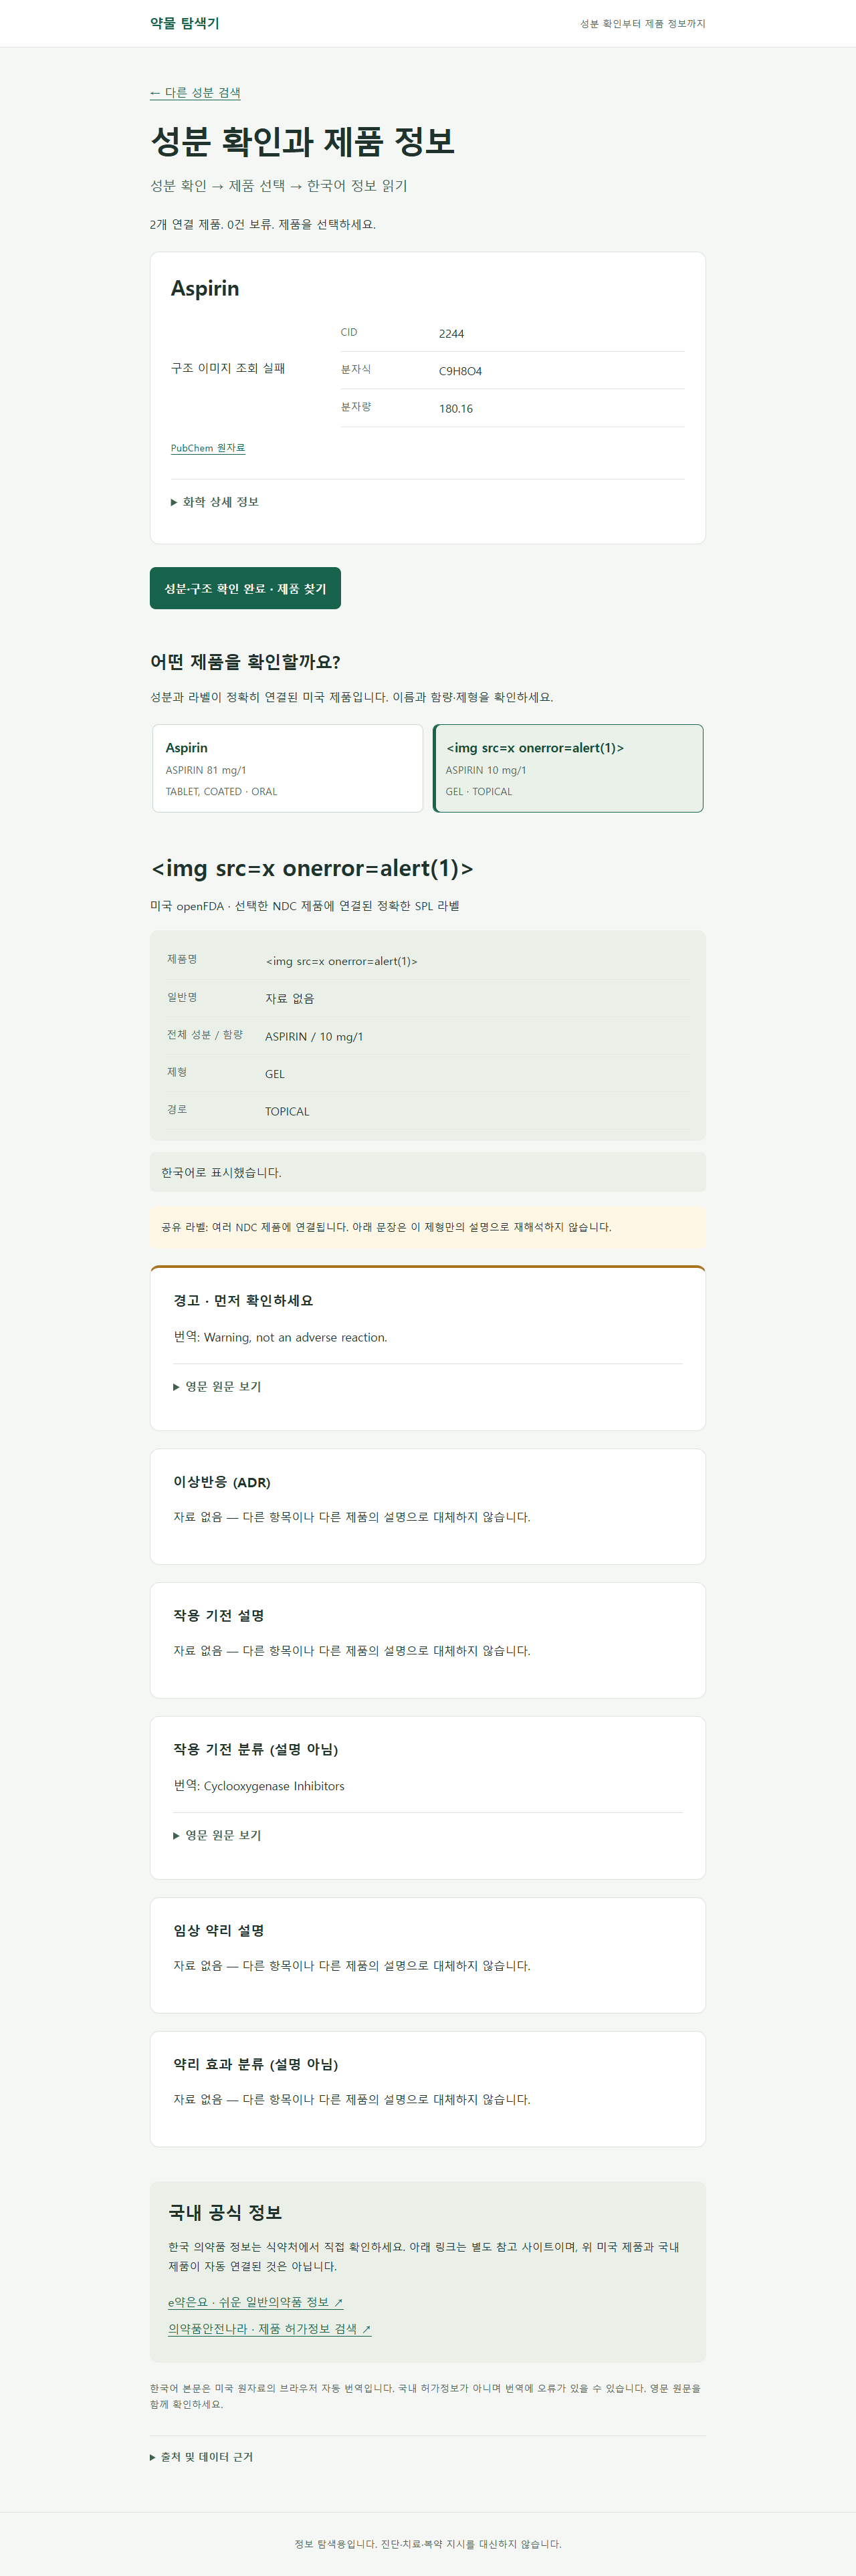 약물 탐색기
성분 확인부터 제품 정보까지
← 다른 성분 검색
성분 확인과 제품 정보
성분 확인 → 제품 선택 → 한국어 정보 읽기
2개 연결 제품. 0건 보류. 제품을 선택하세요.
Aspirin
구조 이미지 조회 실패
CID 2244
분자식 C9H8O4
분자량 180.16
PubChem 원자료
▶ 화학 상세 정보
성분·구조 확인 완료 · 제품 찾기
어떤 제품을 확인할까요?
성분과 라벨이 정확히 연결된 미국 제품입니다. 이름과 함량·제형을 확인하세요.
Aspirin
ASPIRIN 81 mg/1
TABLET, COATED · ORAL
<img src=x onerror=alert(1)>
ASPIRIN 10 mg/1
GEL · TOPICAL
<img src=x onerror=alert(1)>
미국 openFDA · 선택한 NDC 제품에 연결된 정확한 SPL 라벨
제품명 <img src=x onerror=alert(1)>
일반명 자료 없음
전체 성분 / 함량 ASPIRIN / 10 mg/1
제형 GEL
경로 TOPICAL
한국어로 표시했습니다.
공유 라벨: 여러 NDC 제품에 연결됩니다. 아래 문장은 이 제형만의 설명으로 재해석하지 않습니다.
경고 · 먼저 확인하세요
번역: Warning, not an adverse reaction.
▶ 영문 원문 보기
이상반응 (ADR)
자료 없음 — 다른 항목이나 다른 제품의 설명으로 대체하지 않습니다.
작용 기전 설명
자료 없음 — 다른 항목이나 다른 제품의 설명으로 대체하지 않습니다.
작용 기전 분류 (설명 아님)
번역: Cyclooxygenase Inhibitors
▶ 영문 원문 보기
임상 약리 설명
자료 없음 — 다른 항목이나 다른 제품의 설명으로 대체하지 않습니다.
약리 효과 분류 (설명 아님)
자료 없음 — 다른 항목이나 다른 제품의 설명으로 대체하지 않습니다.
국내 공식 정보
한국 의약품 정보는 식약처에서 직접 확인하세요. 아래 링크는 별도 참고 사이트이며, 위 미국 제품과 국내
제품이 자동 연결된 것은 아닙니다.
e약은요 · 쉬운 일반의약품 정보 ↗
의약품안전나라 · 제품 허가정보 검색 ↗
한국어 본문은 미국 원자료의 브라우저 자동 번역입니다. 국내 허가정보가 아니며 번역에 오류가 있을 수 있습니다. 영문 원문을
함께 확인하세요.
▶ 출처 및 데이터 근거
정보 탐색용입니다. 진단·치료·복약 지시를 대신하지 않습니다.